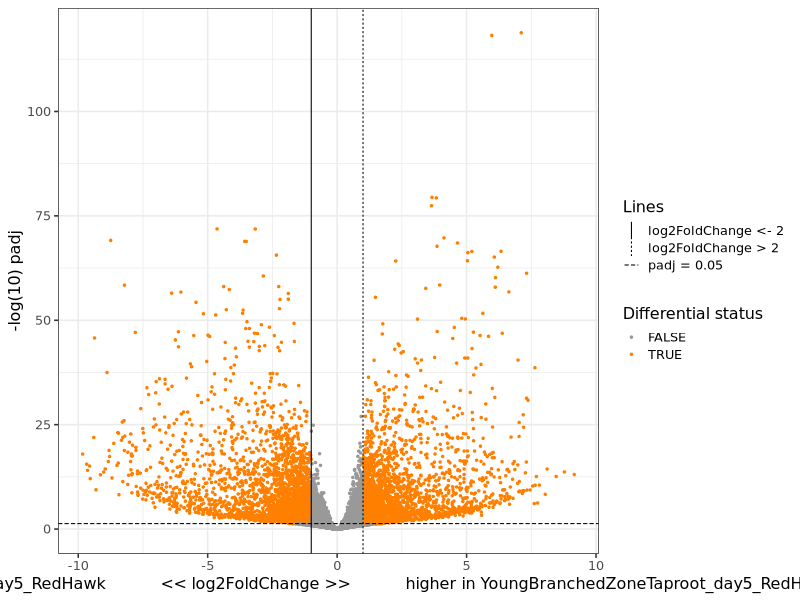 100
75
50
25
0
-log(10) padj
-10
-5
0
5
10
ay5_RedHawk << log2FoldChange >> higher in YoungBranchedZoneTaproot_day5_RedH
Lines
log2FoldChange <- 2
log2FoldChange > 2
padj = 0.05
Differential status
FALSE
TRUE